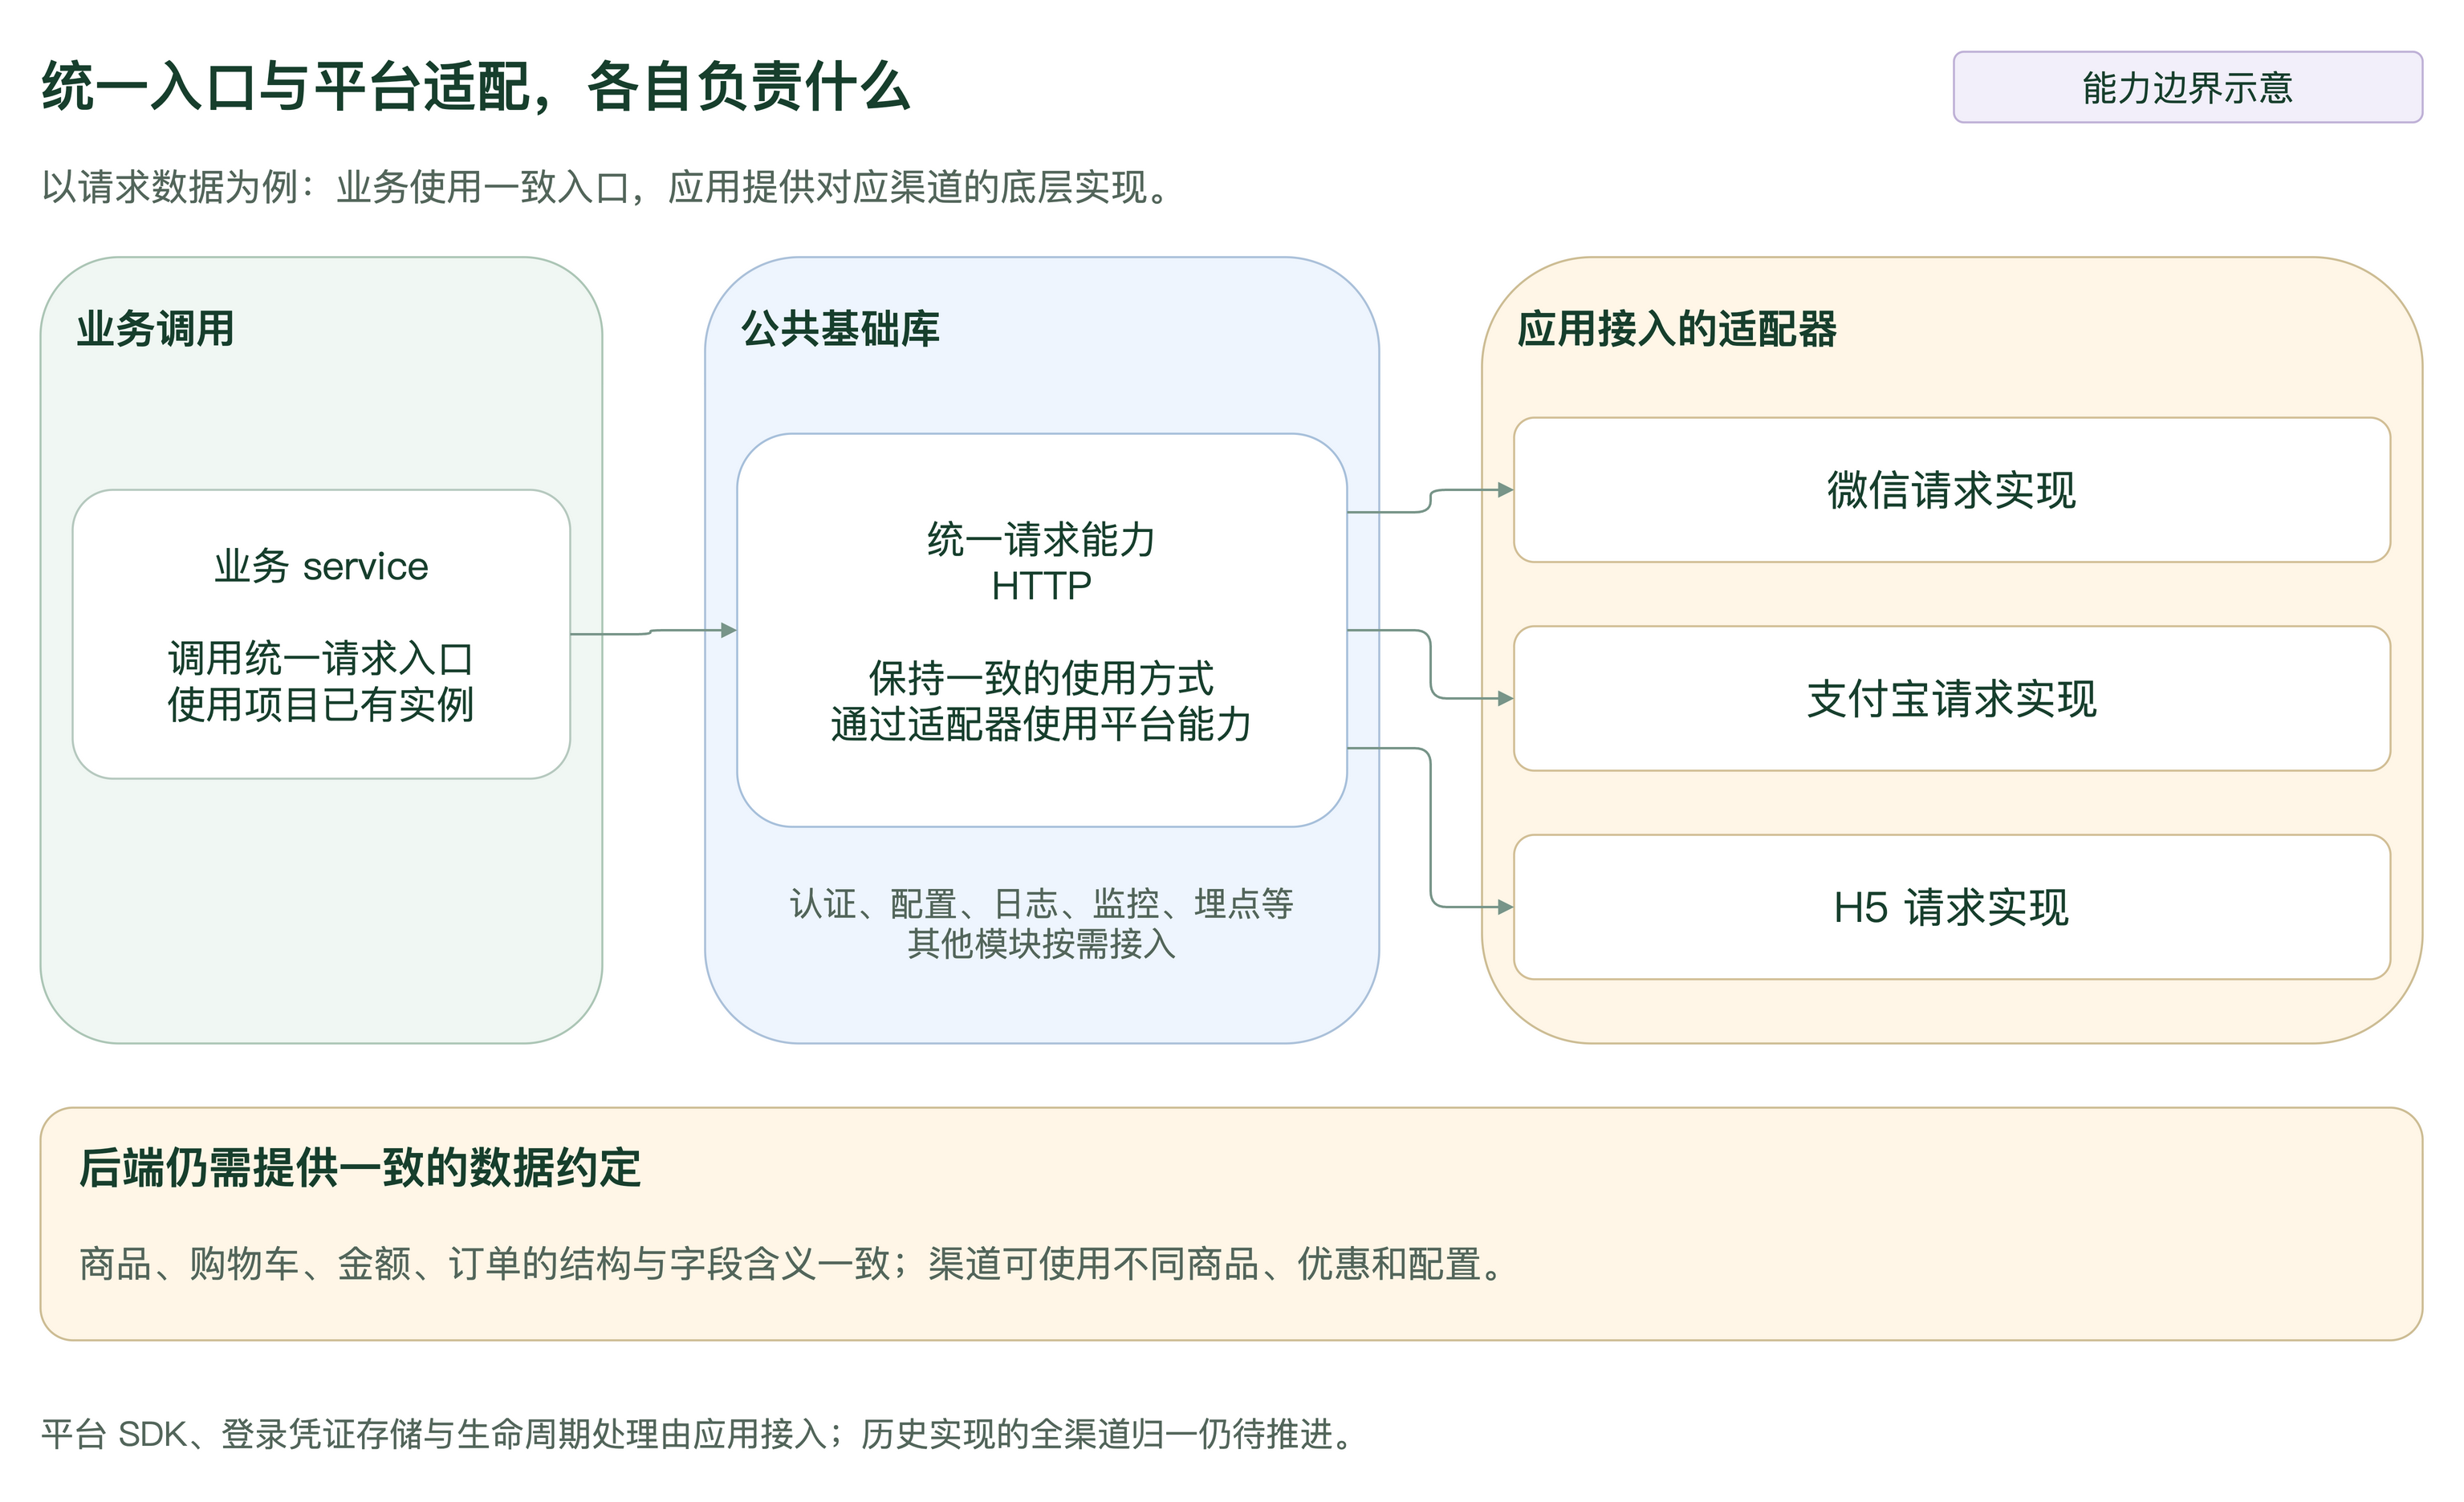 统一入口与平台适配，各自负责什么
能力边界示意
以请求数据为例：业务使用一致入口，应用提供对应渠道的底层实现。
业务调用
业务 service
调用统一请求入口
使用项目已有实例
公共基础库
统一请求能力
HTTP
保持一致的使用方式
通过适配器使用平台能力
认证、配置、日志、监控、埋点等
其他模块按需接入
应用接入的适配器
微信请求实现
支付宝请求实现
H5 请求实现
后端仍需提供一致的数据约定
商品、购物车、金额、订单的结构与字段含义一致；渠道可使用不同商品、优惠和配置。
平台 SDK、登录凭证存储与生命周期处理由应用接入；历史实现的全渠道归一仍待推进。